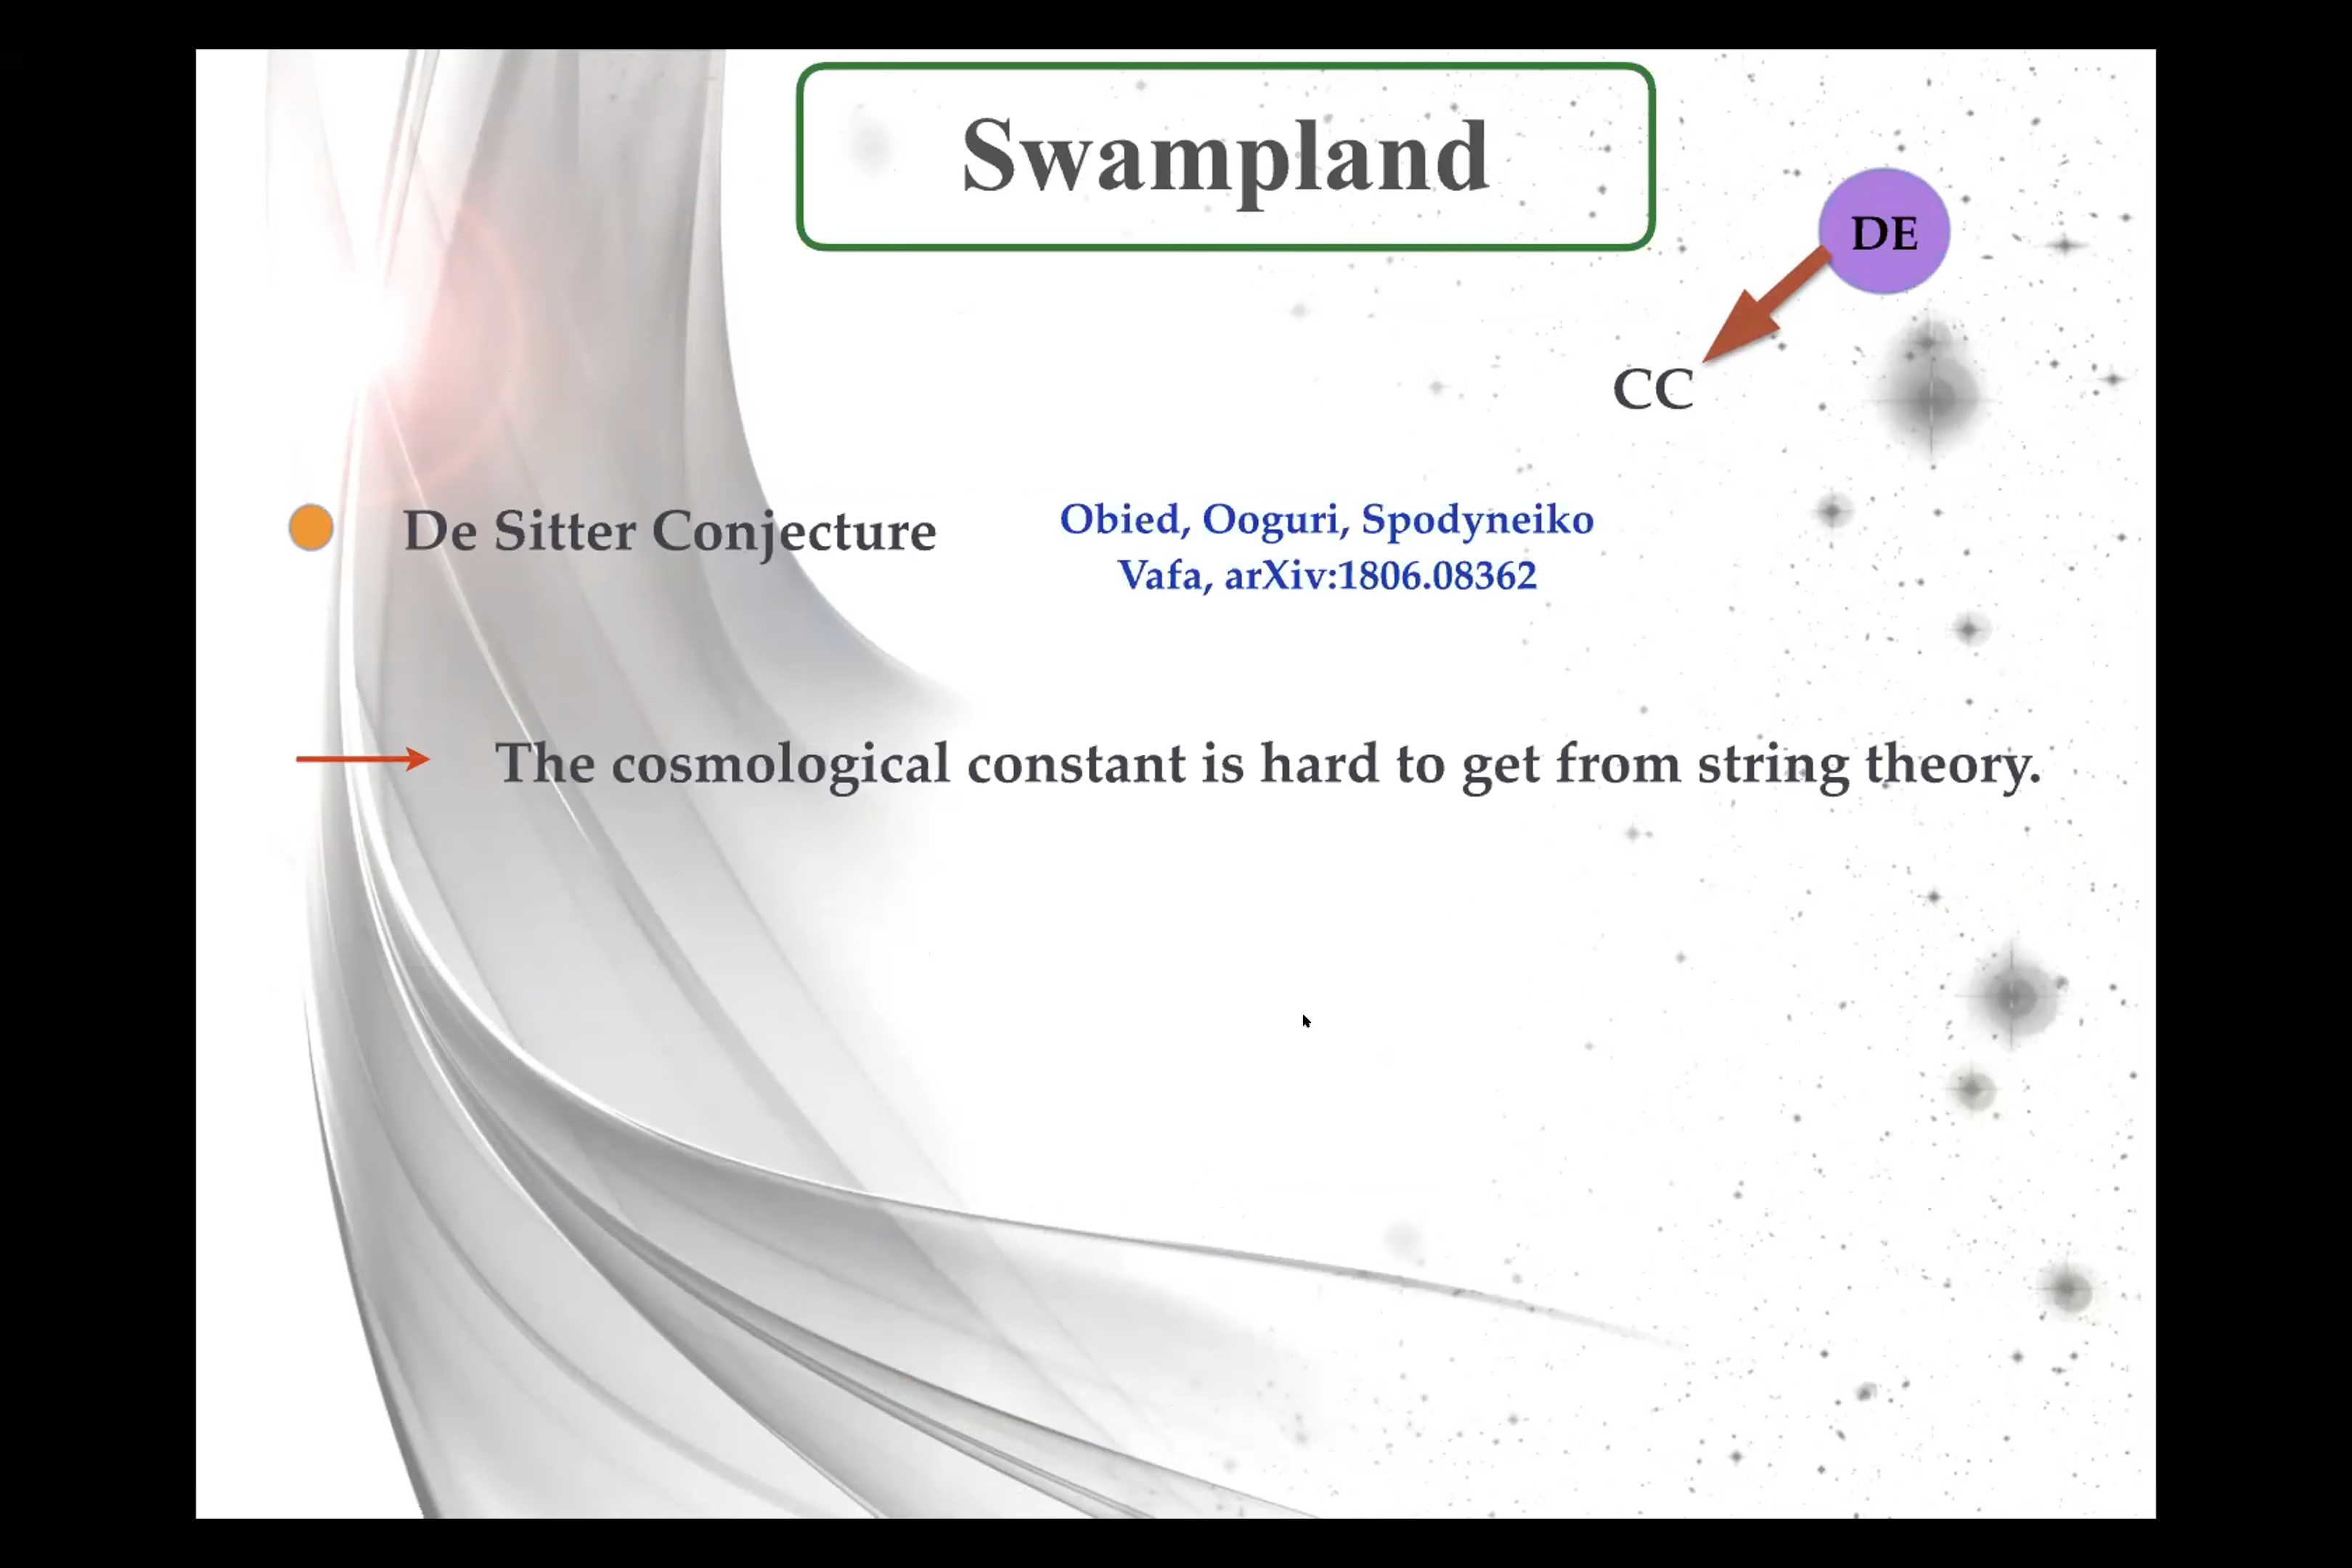 Swampland
DE
CC
De Sitter Conjecture
Obied, Ooguri, Spodyneiko
Vafa, arXiv:1806.08362
The cosmological constant is hard to get from string theory.